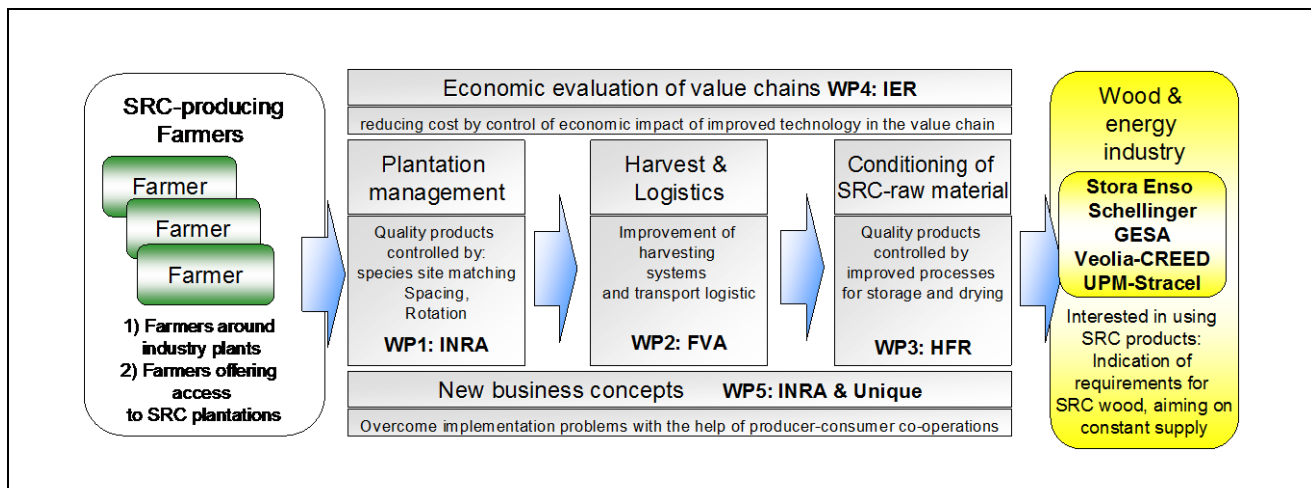 SRC-producing
Farmers
Farmer
Farmer
Farmer
1) Farmers around
industry plants
2) Farmers offering
access
to SRC plantations
Economic evaluation of value chains WP4: IER
reducing cost by control of economic impact of improved technology in the value chain
Plantation
management
Quality products
controlled by:
species site matching
Spacing,
Rotation
WP1: INRA
Harvest &
Logistics
Improvement of
harvesting
systems
and transport logistic
WP2: FVA
Conditioning of
SRC-raw material
Quality products
controlled by
improved processes
for storage and drying
WP3: HFR
New business concepts WP5: INRA & Unique
Overcome implementation problems with the help of producer-consumer co-operations
Wood &
energy
industry
Stora Enso
Schellinger
GESA
Veolia-CREED
UPM-Stracel
Interested in using
SRC products:
Indication of
requirements for
SRC wood, aiming on
constant supply